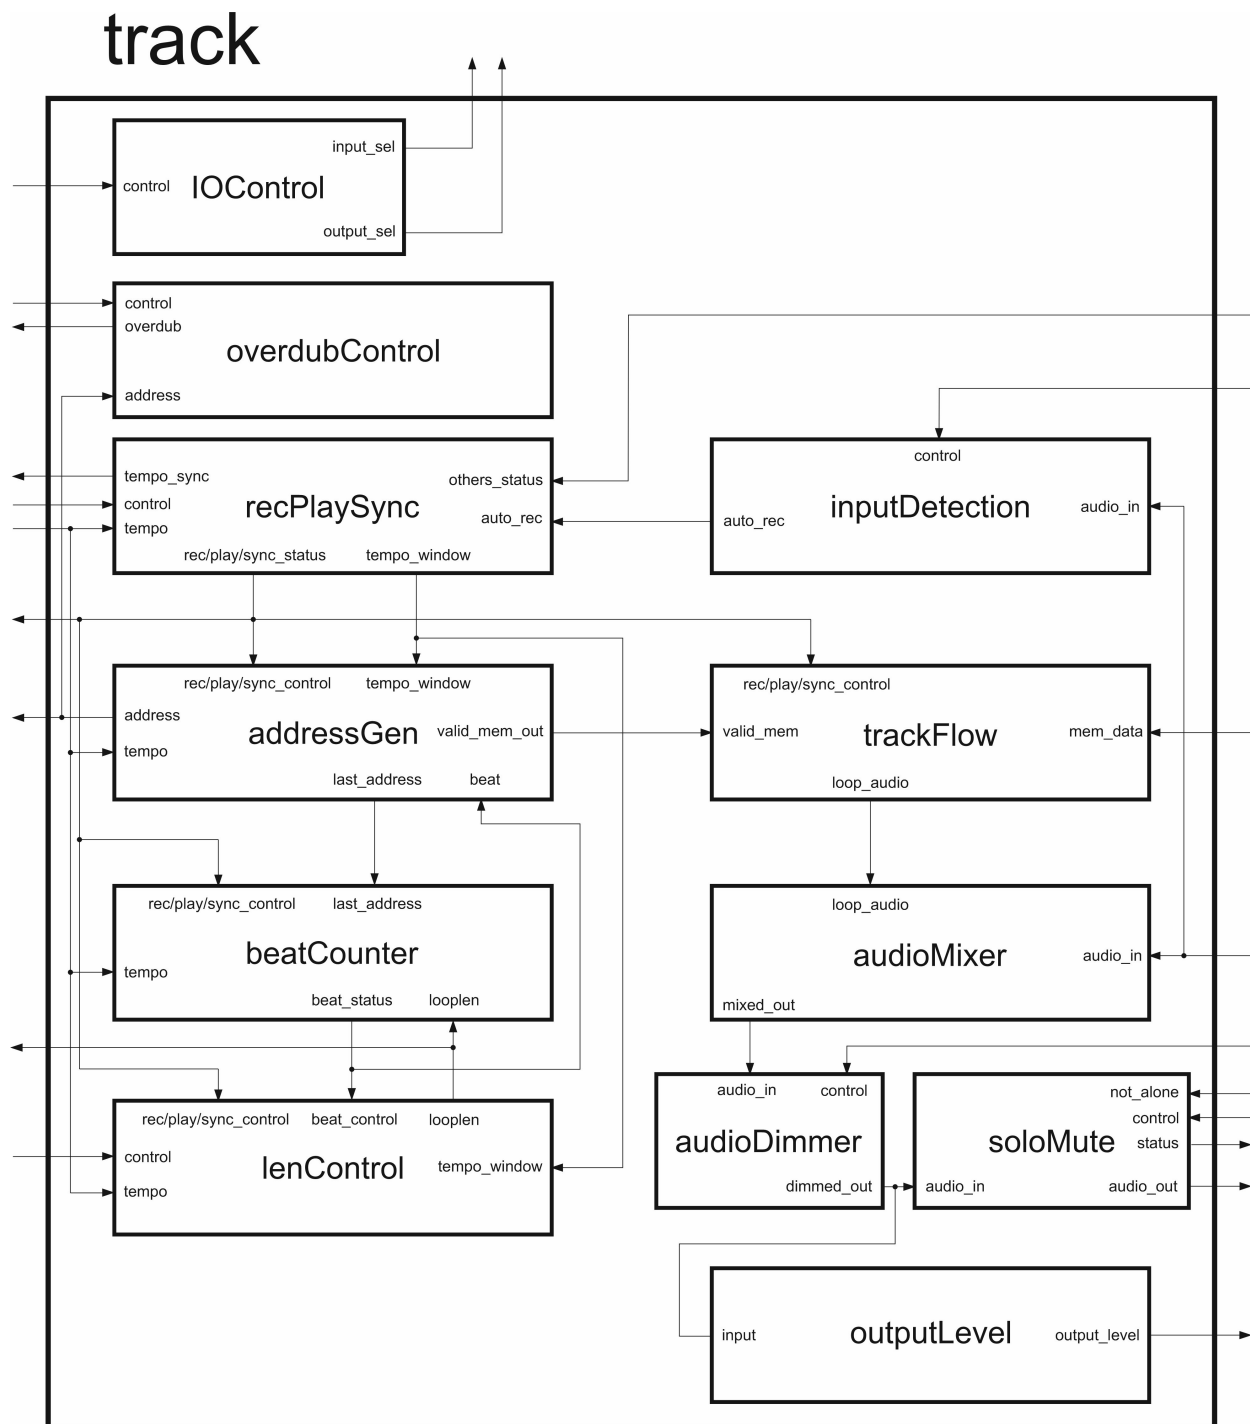 track
input_sel
control
IOControl
output_sel
control
overdub
overdubControl
address
tempo_sync
others_status
control
recPlaySync
auto_rec
tempo
rec/play/sync_status tempo_window
control
inputDetection
audio_in
auto_rec
rec/play/sync_control tempo_window
address
addressGen
valid_mem_out
tempo
last_address beat
rec/play/sync_control
valid_mem
trackFlow
mem_data
loop_audio
rec/play/sync_control last_address
beatCounter
tempo
beat_status looplen
loop_audio
audioMixer
audio_in
mixed_out
rec/play/sync_control beat_control looplen
control
lenControl
tempo_window
tempo
audio_in control
audioDimmer
dimmed_out
not_alone
control
soloMute
status
audio_in audio_out
input
outputLevel
output_level